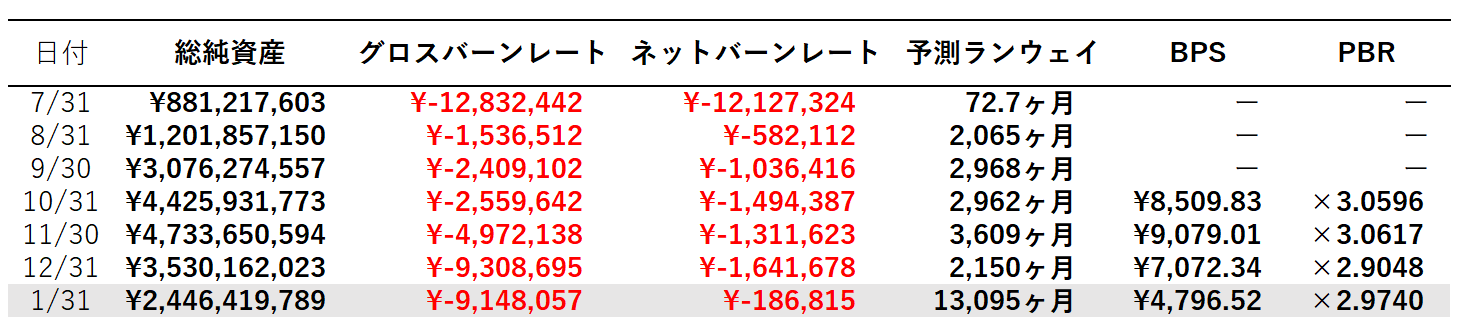 日付 総純資産 グロスバーンレート ネットバーンレート 予測ランウェイ BPS PBR
7/31 ¥881,217,603 ¥-12,832,442 ¥-12,127,324 72.7ヶ月 — —
8/31 ¥1,201,857,150 ¥-1,536,512 ¥-582,112 2,065ヶ月 — —
9/30 ¥3,076,274,557 ¥-2,409,102 ¥-1,036,416 2,968ヶ月 — —
10/31 ¥4,425,931,773 ¥-2,559,642 ¥-1,494,387 2,962ヶ月 ¥8,509.83 ×3.0596
11/30 ¥4,733,650,594 ¥-4,972,138 ¥-1,311,623 3,609ヶ月 ¥9,079.01 ×3.0617
12/31 ¥3,530,162,023 ¥-9,308,695 ¥-1,641,678 2,150ヶ月 ¥7,072.34 ×2.9048
1/31 ¥2,446,419,789 ¥-9,148,057 ¥-186,815 13,095ヶ月 ¥4,796.52 ×2.9740